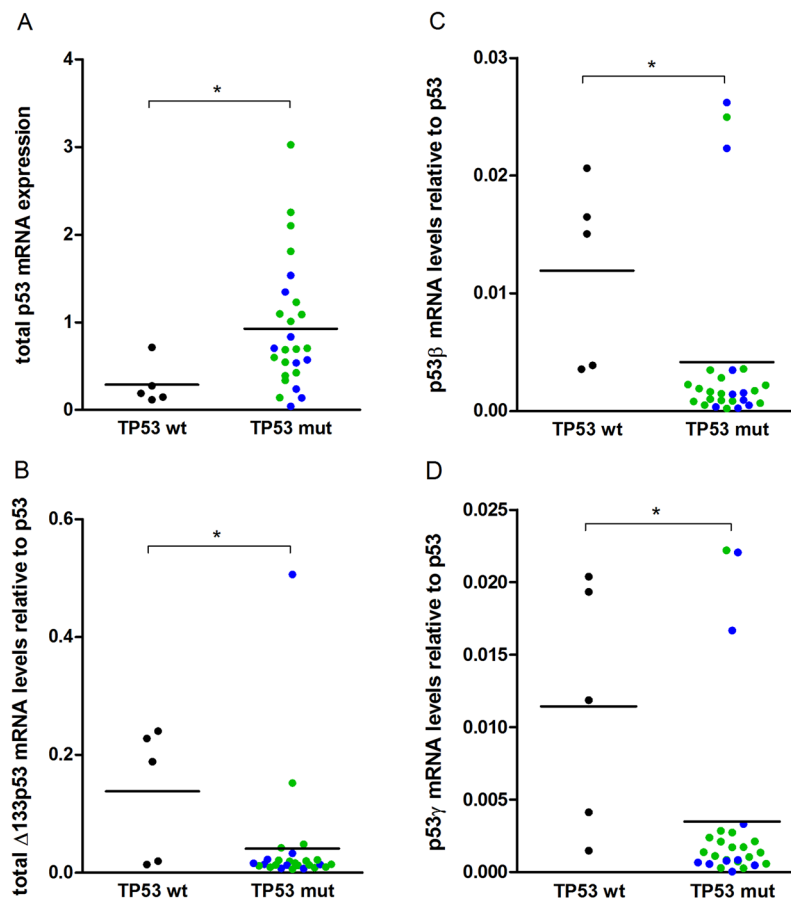 A
total p53 mRNA expression
4
3
2
1
0
*
TP53 wt TP53 mut
B
total Δ133p53 mRNA levels relative to p53
0.6
0.4
0.2
0.0
*
TP53 wt TP53 mut
C
p53β mRNA levels relative to p53
0.03
0.02
0.01
0.00
*
TP53 wt TP53 mut
D
p53γ mRNA levels relative to p53
0.025
0.020
0.015
0.010
0.005
0.000
*
TP53 wt TP53 mut